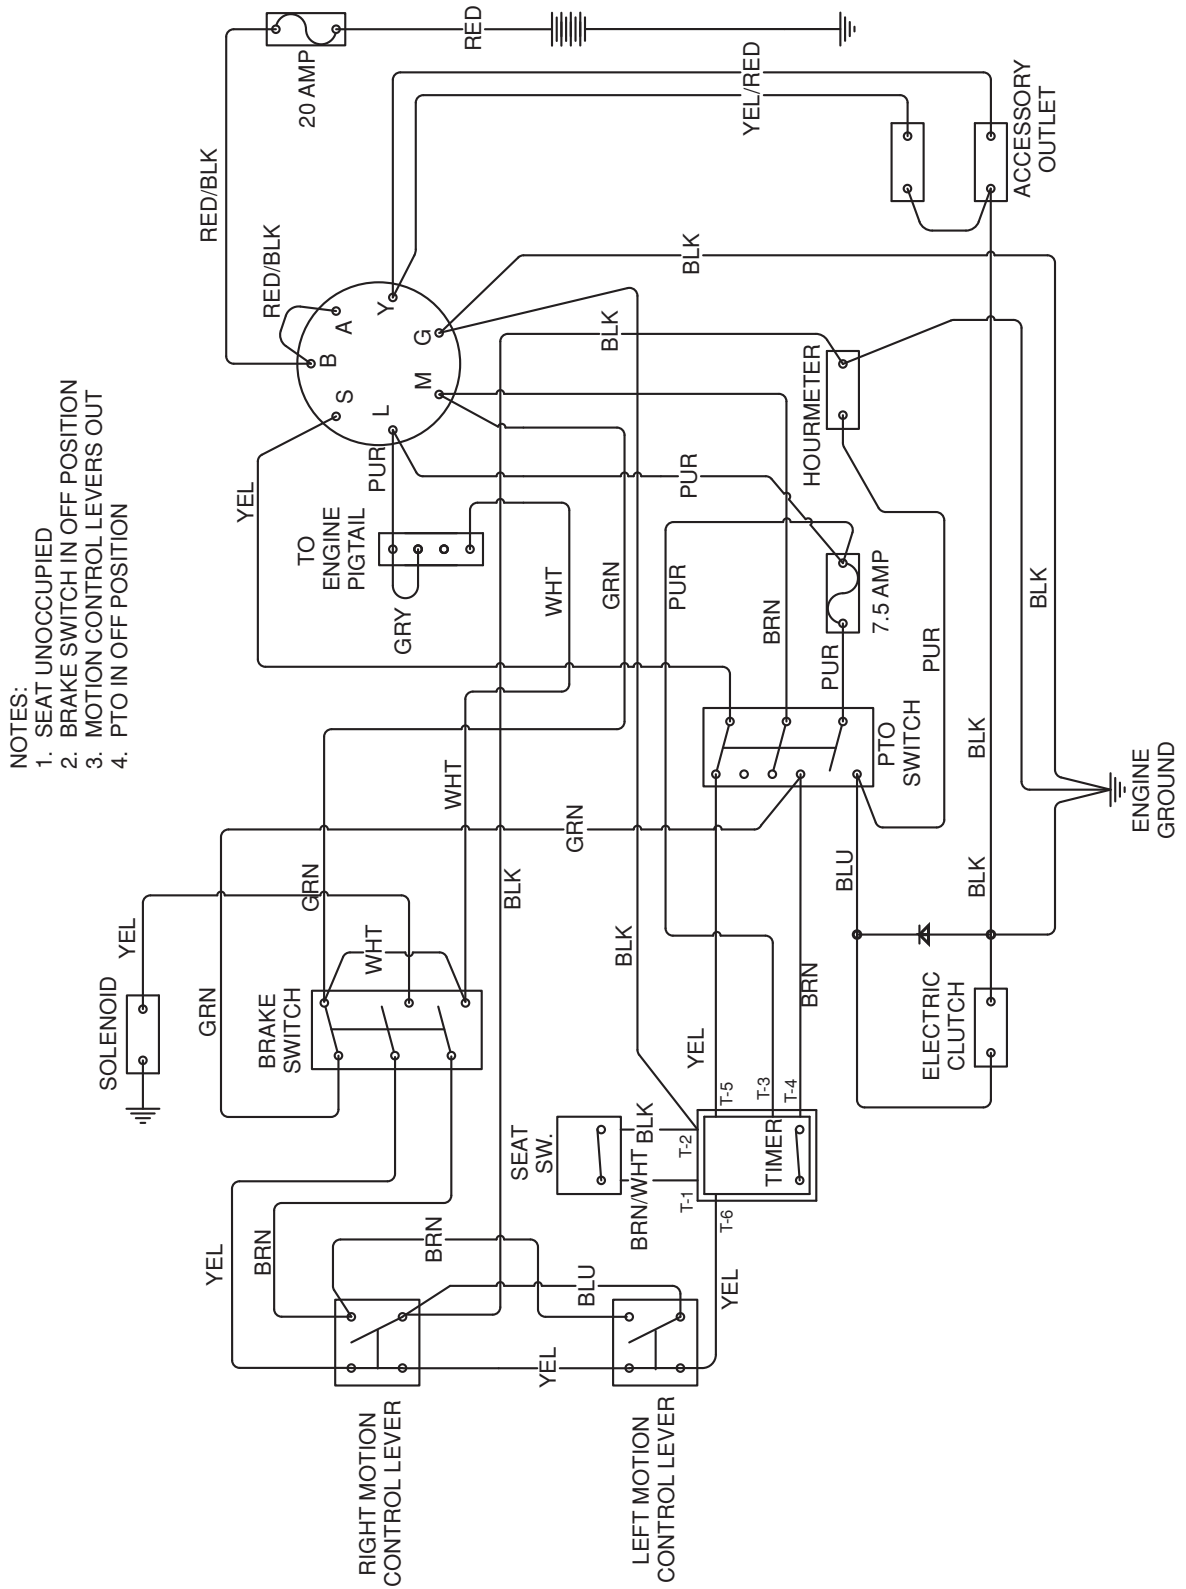 NOTES:
1. SEAT UNOCCUPIED
2. BRAKE SWITCH IN OFF POSITION
3. MOTION CONTROL LEVERS OUT
4. PTO IN OFF POSITION
RED/BLK
20 AMP
RED
RED/BLK
YEL/RED
ACCESSORY
OUTLET
B
A
Y
S
G
L
M
YEL
PUR
BLK
BLK
TO
ENGINE
PIGTAIL
GRY
WHT
GRN
PUR
PUR
HOURMETER
BRN
7.5 AMP
PUR
PUR
BLK
BLK
PTO
SWITCH
ENGINE
GROUND
WHT
GRN
GRN
BLK
BLU
BLK
YEL
SOLENOID
GRN
BRAKE
SWITCH
WHT
BLK
YEL
BRN
ELECTRIC
CLUTCH
T-5
T-3
T-4
SEAT
SW.
BLK
T-2
TIMER
BRN/WHT
T-1
T-6
YEL
BRN
BRN
BLU
YEL
YEL
RIGHT MOTION
CONTROL LEVER
LEFT MOTION
CONTROL LEVER